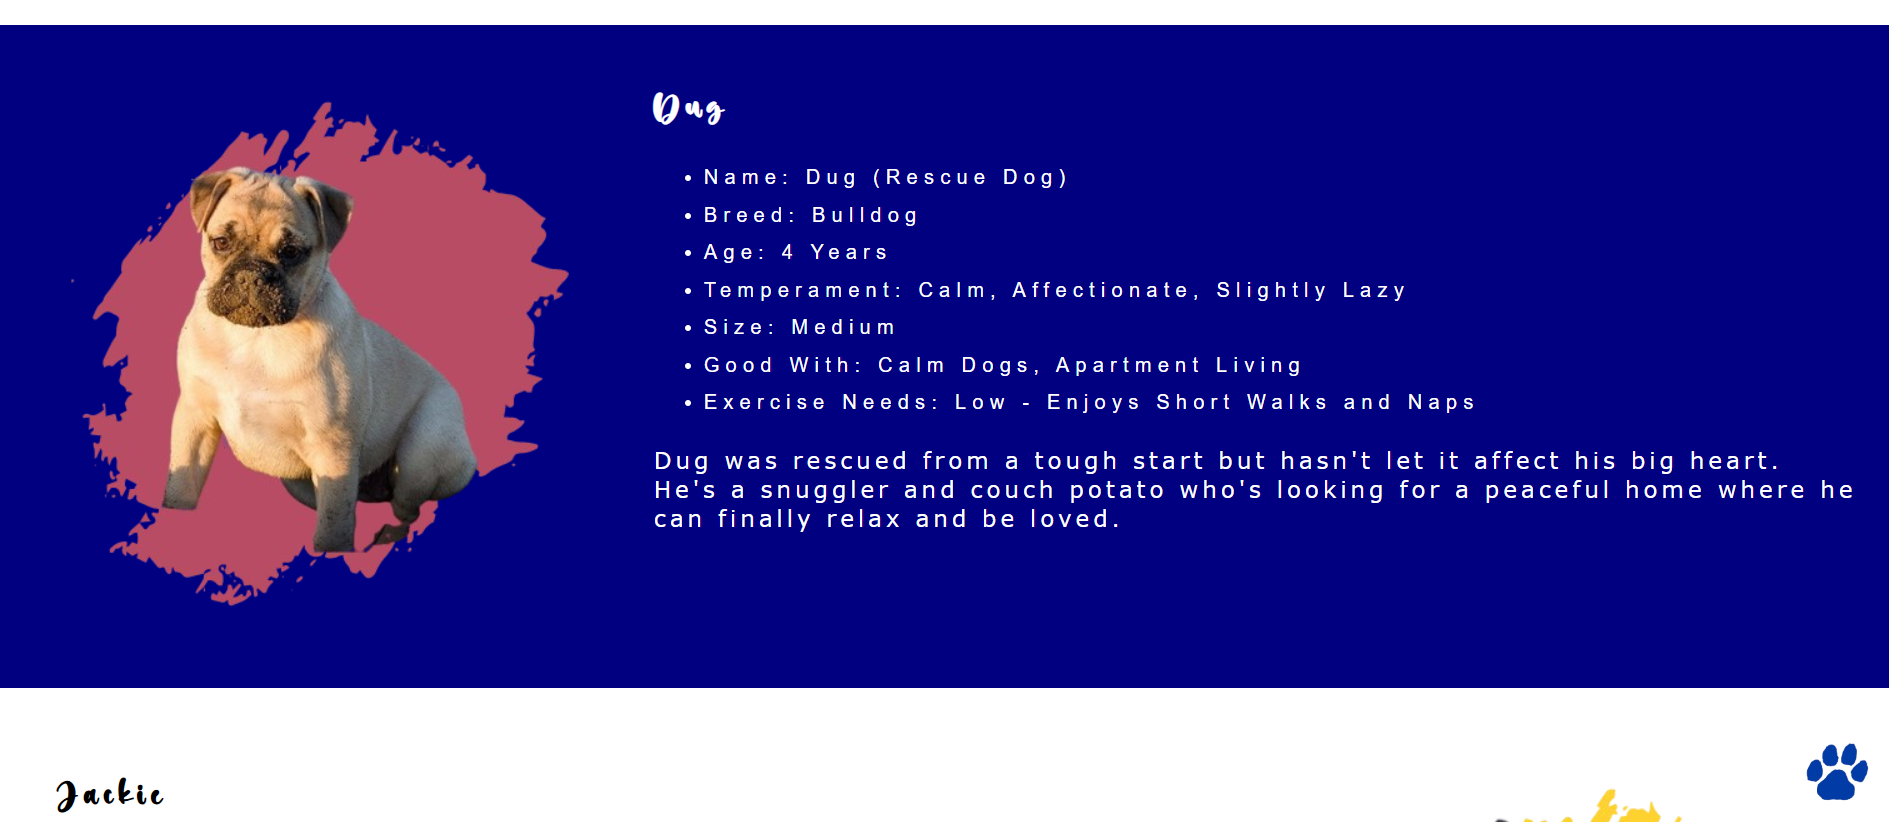 Dug
Name: Dug (Rescue Dog)
Breed: Bulldog
Age: 4 Years
Temperament: Calm, Affectionate, Slightly Lazy
Size: Medium
Good With: Calm Dogs, Apartment Living
Exercise Needs: Low - Enjoys Short Walks and Naps
Dug was rescued from a tough start but hasn't let it affect his big heart.
He's a snuggler and couch potato who's looking for a peaceful home where he
can finally relax and be loved.
Jackie